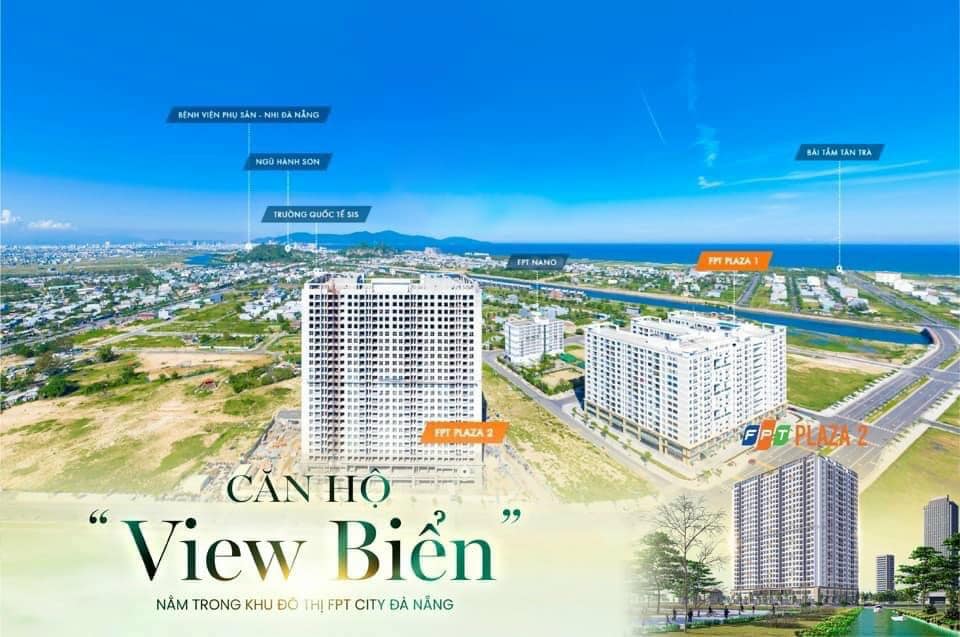 BỆNH VIỆN PHỤ SẢN - NHI ĐÀ NẴNG
NGŨ HÀNH SƠN
BÃI TẮM TÂN TRÀ
TRƯỜNG QUỐC TẾ SIS
FPT NANO
FPT PLAZA 1
FPT PLAZA 2
FPT PLAZA 2
CĂN HỘ
“View Biển”
NẰM TRONG KHU ĐÔ THỊ FPT CITY ĐÀ NẴNG